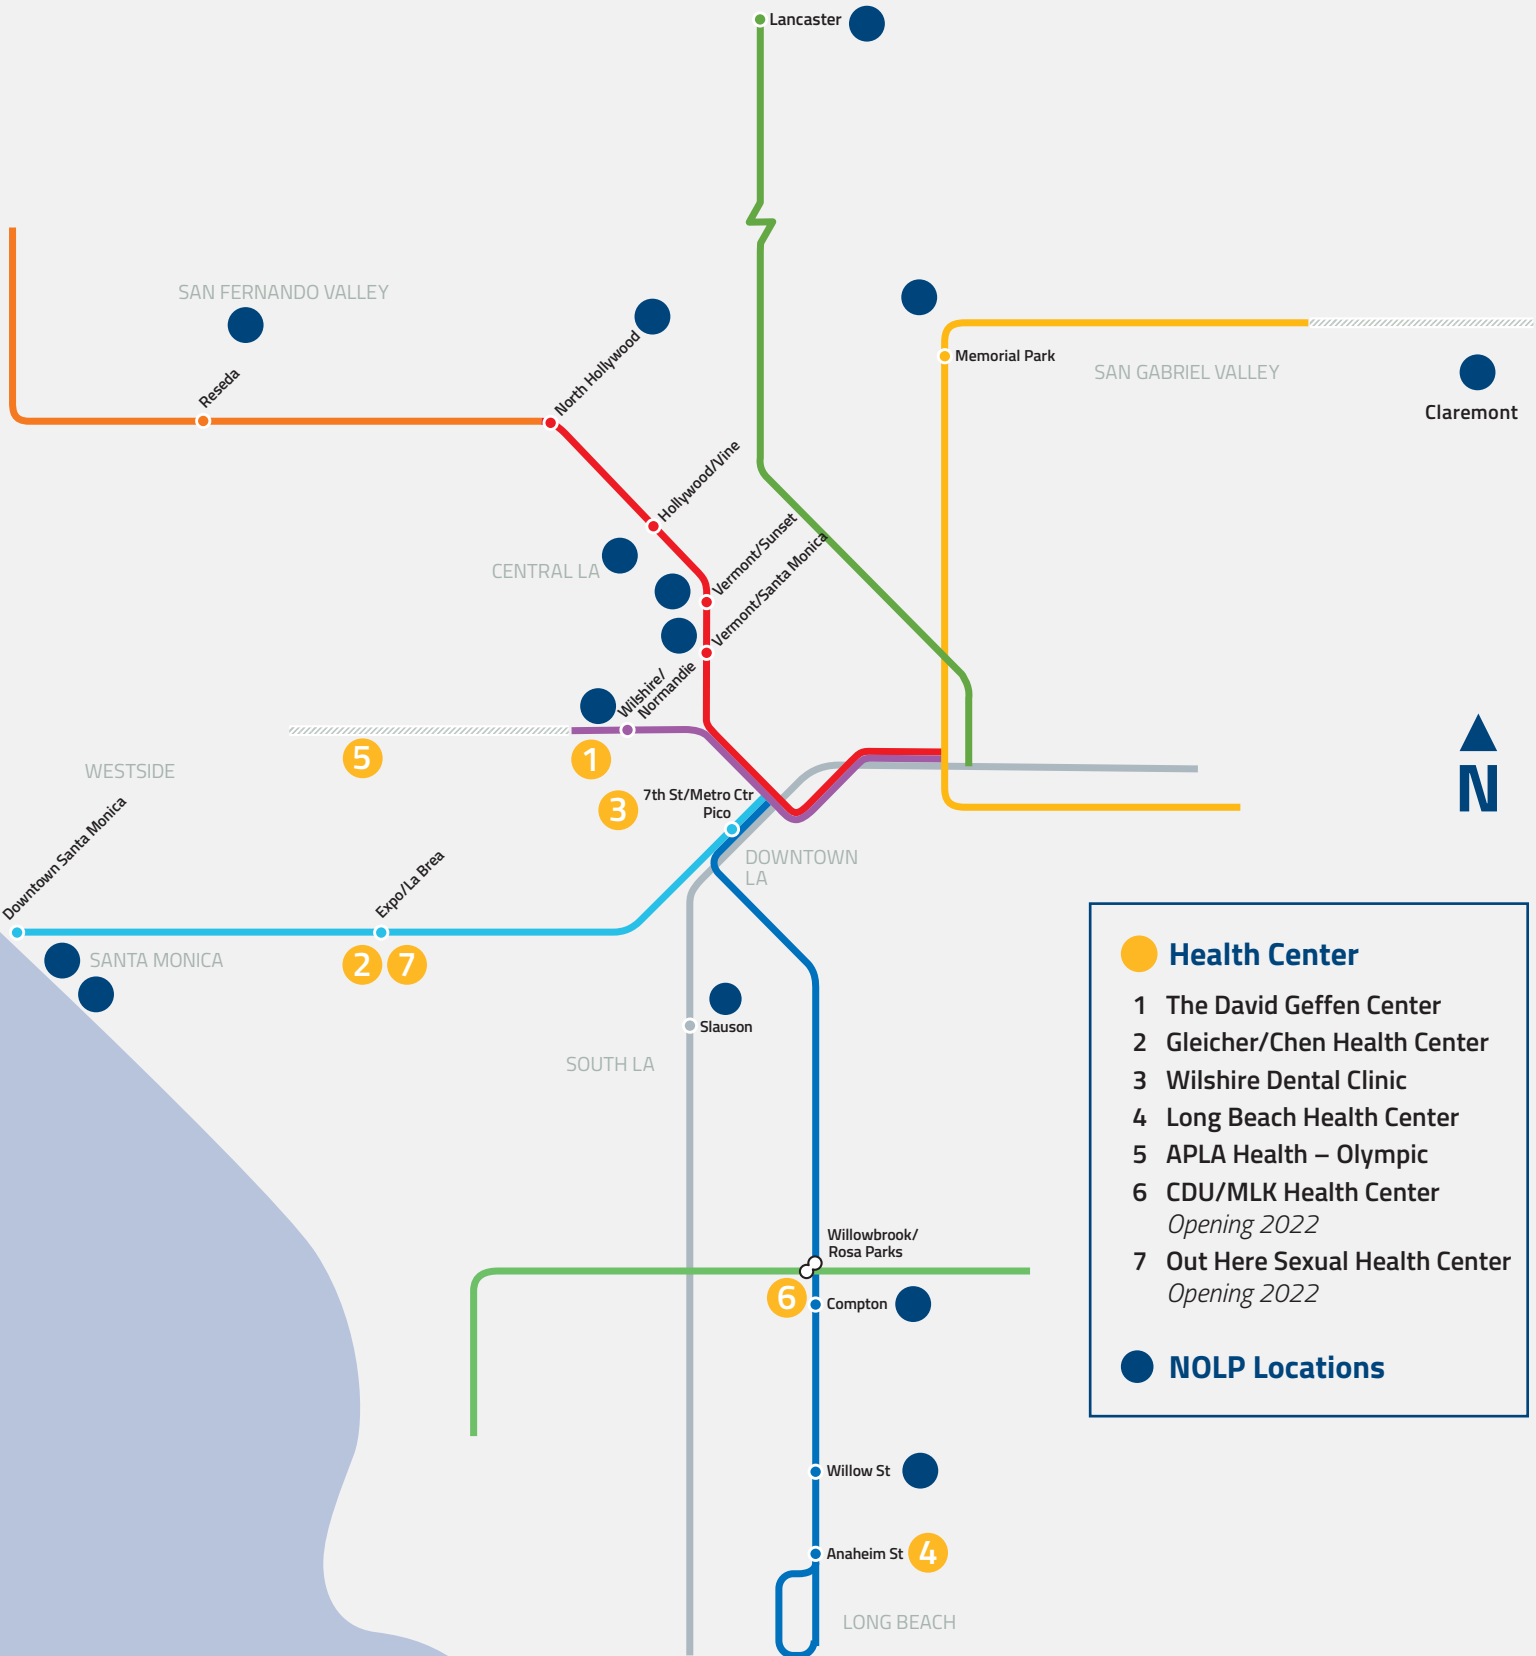 Lancaster
SAN FERNANDO VALLEY
Reseda
North Hollywood
Memorial Park
SAN GABRIEL VALLEY
Claremont
Hollywood/Vine
Vermont/Sunset
CENTRAL LA
Vermont/Santa Monica
Wilshire/
Normandie
5
1
WESTSIDE
3
7th St/Metro Ctr
Pico
N
Downtown Santa Monica
Expo/La Brea
DOWNTOWN
LA
SANTA MONICA
2
7
Slauson
SOUTH LA
Health Center
1 The David Geffen Center
2 Gleicher/Chen Health Center
3 Wilshire Dental Clinic
4 Long Beach Health Center
5 APLA Health – Olympic
6 CDU/MLK Health Center
Opening 2022
7 Out Here Sexual Health Center
Opening 2022
NOLP Locations
Willowbrook/
Rosa Parks
6
Compton
Willow St
Anaheim St
4
LONG BEACH